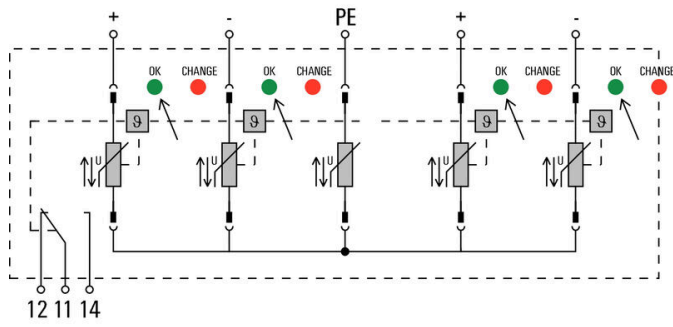 + - PE + -
OK CHANGE OK CHANGE OK CHANGE OK CHANGE
ϑ ϑ ϑ ϑ
U U U U U
12 11 14